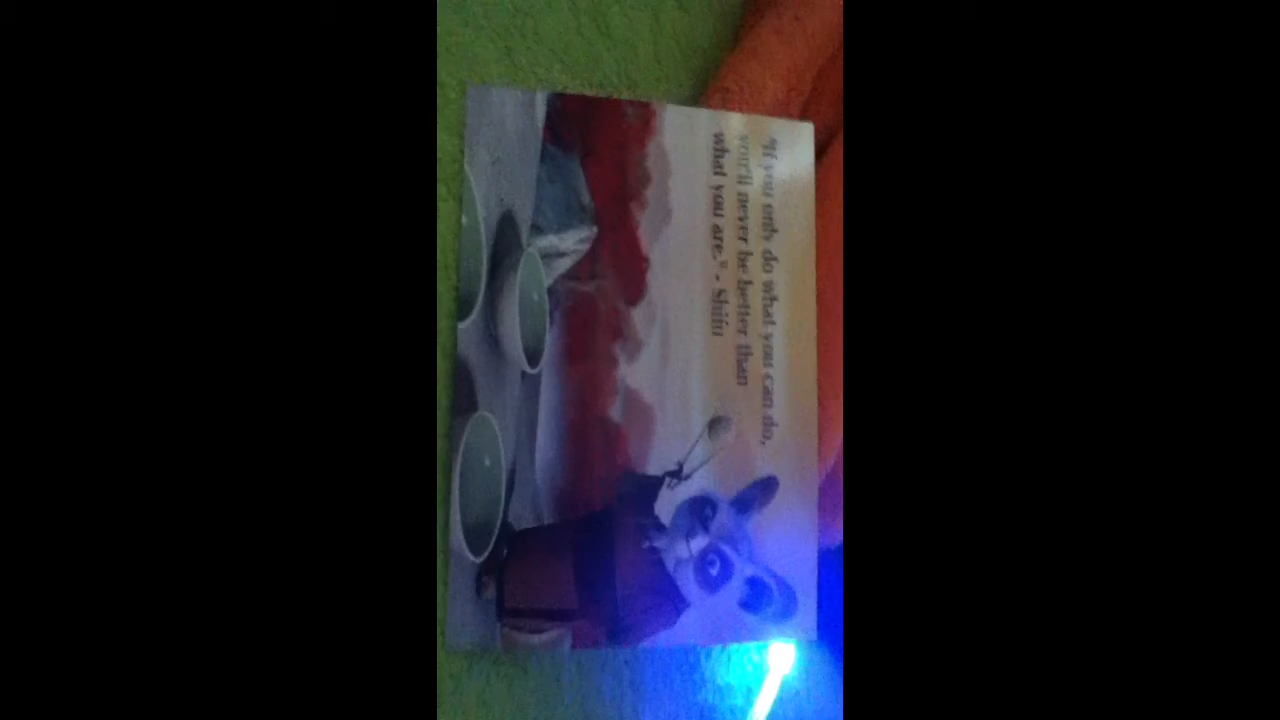 "If you only do what you can do,
you'll never be better than
what you are." - Shifu